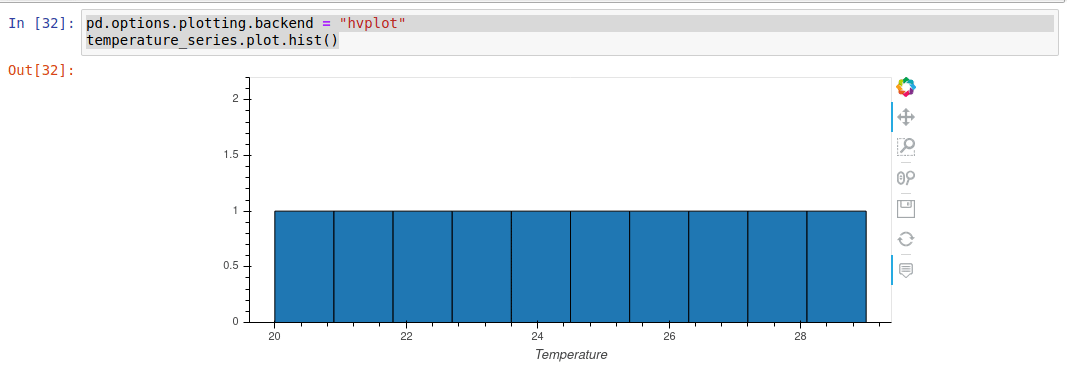 In [32]: pd.options.plotting.backend = "hvplot"
temperature_series.plot.hist()
Out[32]:
2
1.5
1
0.5
0
20 22 24 26 28
Temperature